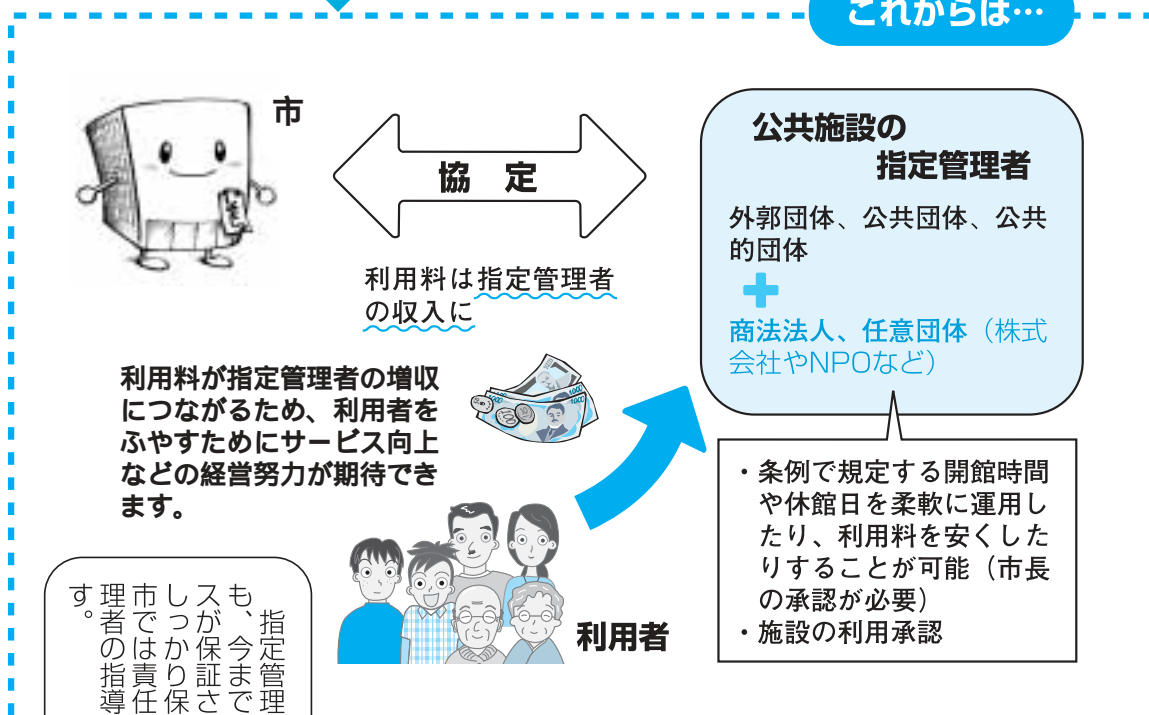 これからは…
市
協 定
公共施設の
指定管理者
外郭団体、公共団体、公共
的団体
商法法人、任意団体（株式
会社やNPOなど）
利用料は指定管理者
の収入に
利用料が指定管理者の増収
につながるため、利用者を
ふやすためにサービス向上
などの経営努力が期待でき
ます。
1000
1000
1000
100
利用者
・条例で規定する開館時間
や休館日を柔軟に運用し
たり、利用料を安くした
りすることが可能（市長
の承認が必要）
・施設の利用承認
指定管理
も、今まで
スが保証さ
しっかり保
市では責任
理者の指導
す。